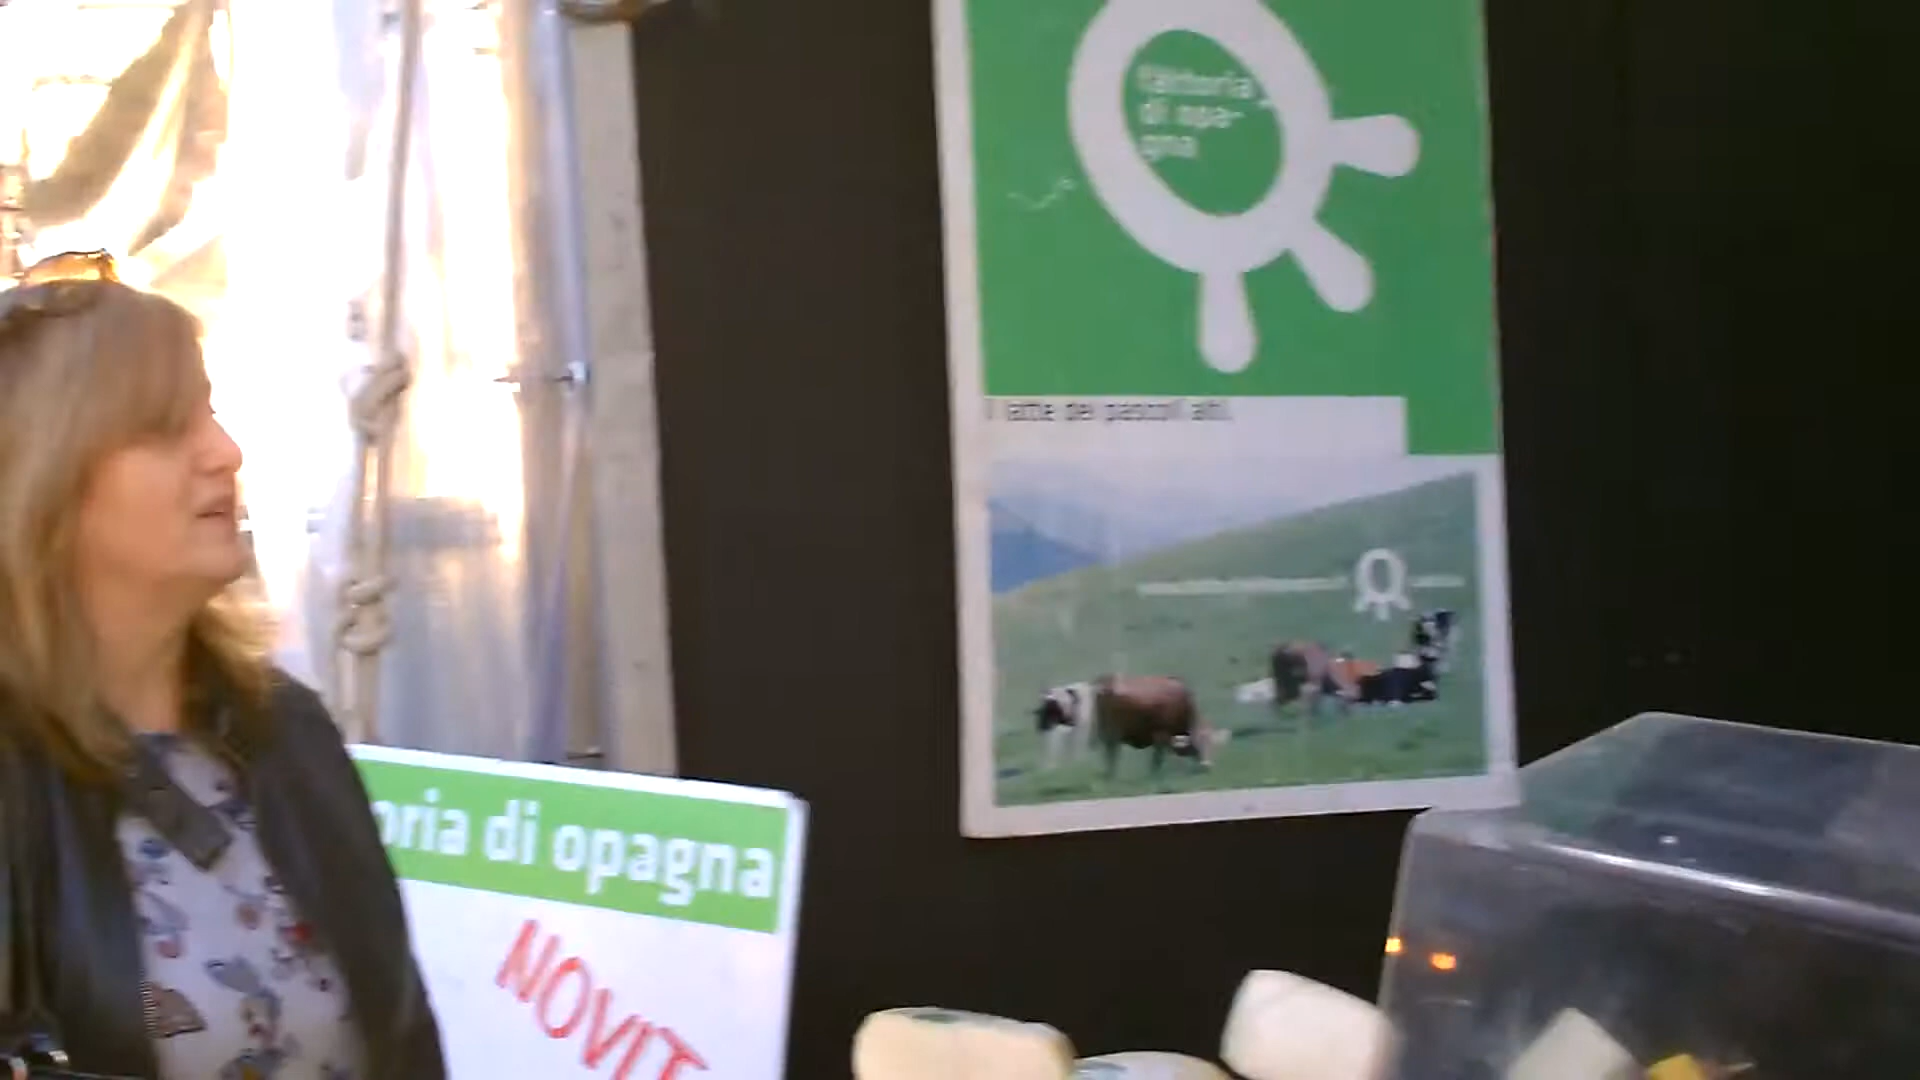 fattoria
di opa-
gna
Il latte dei pascoli alti.
oria di opagna
NOVIT